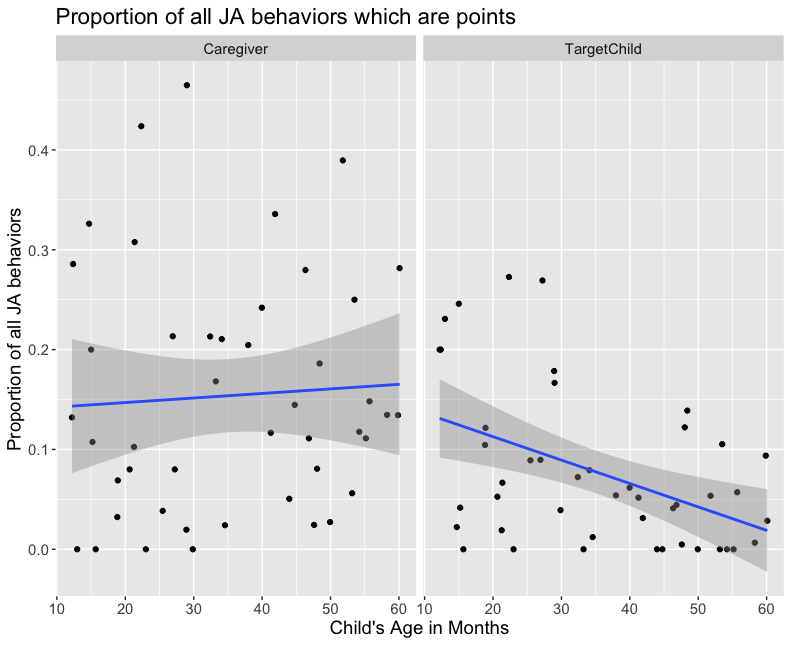 Proportion of all JA behaviors which are points
Caregiver
TargetChild
Proportion of all JA behaviors
0.4
0.3
0.2
0.1
0.0
10 20 30 40 50 60
10 20 30 40 50 60
Child's Age in Months